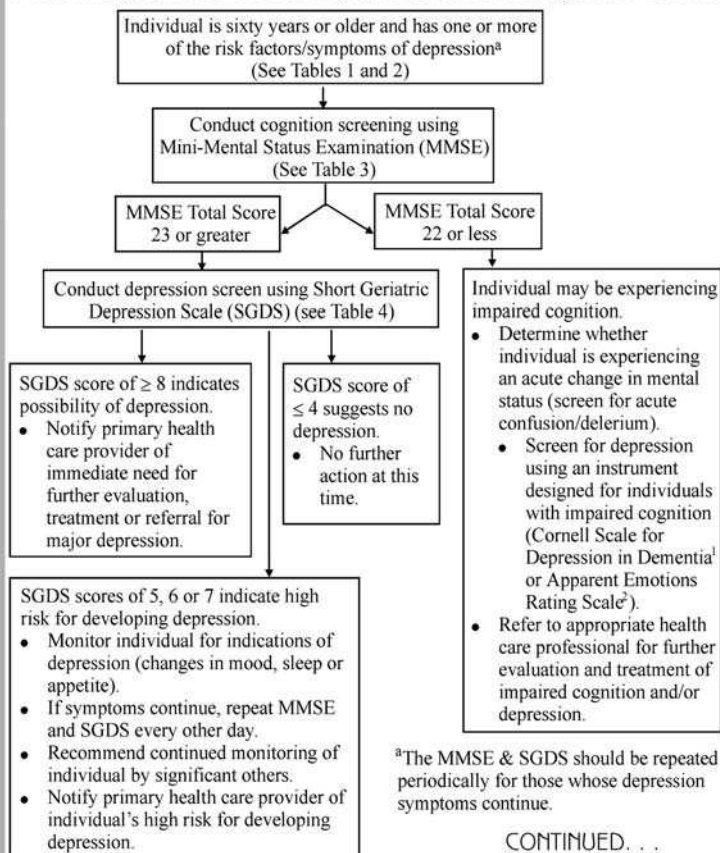 Individual is sixty years or older and has one or more
of the risk factors/symptoms of depressionᵃ
(See Tables 1 and 2)
Conduct cognition screening using
Mini-Mental Status Examination (MMSE)
(See Table 3)
MMSE Total Score
23 or greater
MMSE Total Score
22 or less
Conduct depression screen using Short Geriatric
Depression Scale (SGDS) (see Table 4)
SGDS score of ≥ 8 indicates
possibility of depression.
• Notify primary health
care provider of
immediate need for
further evaluation,
treatment or referral for
major depression.
SGDS score of
≤ 4 suggests no
depression.
• No further
action at this
time.
SGDS scores of 5, 6 or 7 indicate high
risk for developing depression.
• Monitor individual for indications of
depression (changes in mood, sleep or
appetite).
• If symptoms continue, repeat MMSE
and SGDS every other day.
• Recommend continued monitoring of
individual by significant others.
• Notify primary health care provider of
individual's high risk for developing
depression.
Individual may be experiencing
impaired cognition.
• Determine whether
individual is experiencing
an acute change in mental
status (screen for acute
confusion/delerium).
• Screen for depression
using an instrument
designed for individuals
with impaired cognition
(Cornell Scale for
Depression in Dementia¹
or Apparent Emotions
Rating Scale²).
• Refer to appropriate health
care professional for further
evaluation and treatment of
impaired cognition and/or
depression.
ᵃThe MMSE & SGDS should be repeated
periodically for those whose depression
symptoms continue.
CONTINUED. . .